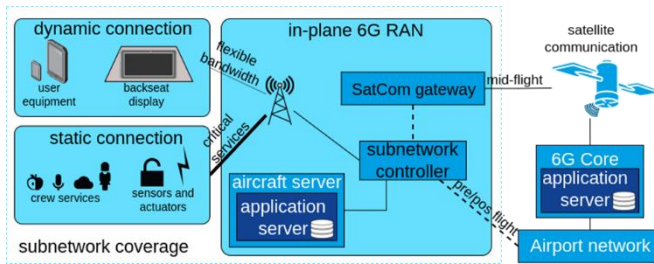 dynamic connection
user
equipment
backseat
display
static connection
crew services
sensors and
actuators
subnetwork coverage
flexible
bandwidth
critical
services
in-plane 6G RAN
SatCom gateway
subnetwork
controller
aircraft server
application
server
mid-flight
pre/pos flight
satellite
communication
6G Core
application
server
Airport network